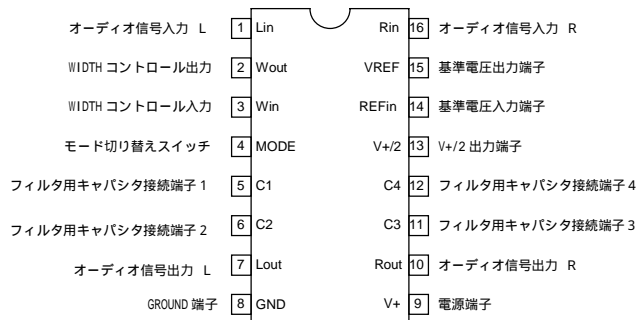 オーディオ信号入力 L 1 Lin Rin 16 オーディオ信号入力 R
WIDTH コントロール出力 2 Wout VREF 15 基準電圧出力端子
WIDTH コントロール入力 3 Win REFin 14 基準電圧入力端子
モード切り替えスイッチ 4 MODE V+/2 13 V+/2 出力端子
フィルタ用キャパシタ接続端子 1 5 C1 C4 12 フィルタ用キャパシタ接続端子 4
フィルタ用キャパシタ接続端子 2 6 C2 C3 11 フィルタ用キャパシタ接続端子 3
オーディオ信号出力 L 7 Lout Rout 10 オーディオ信号出力 R
GROUND 端子 8 GND V+ 9 電源端子